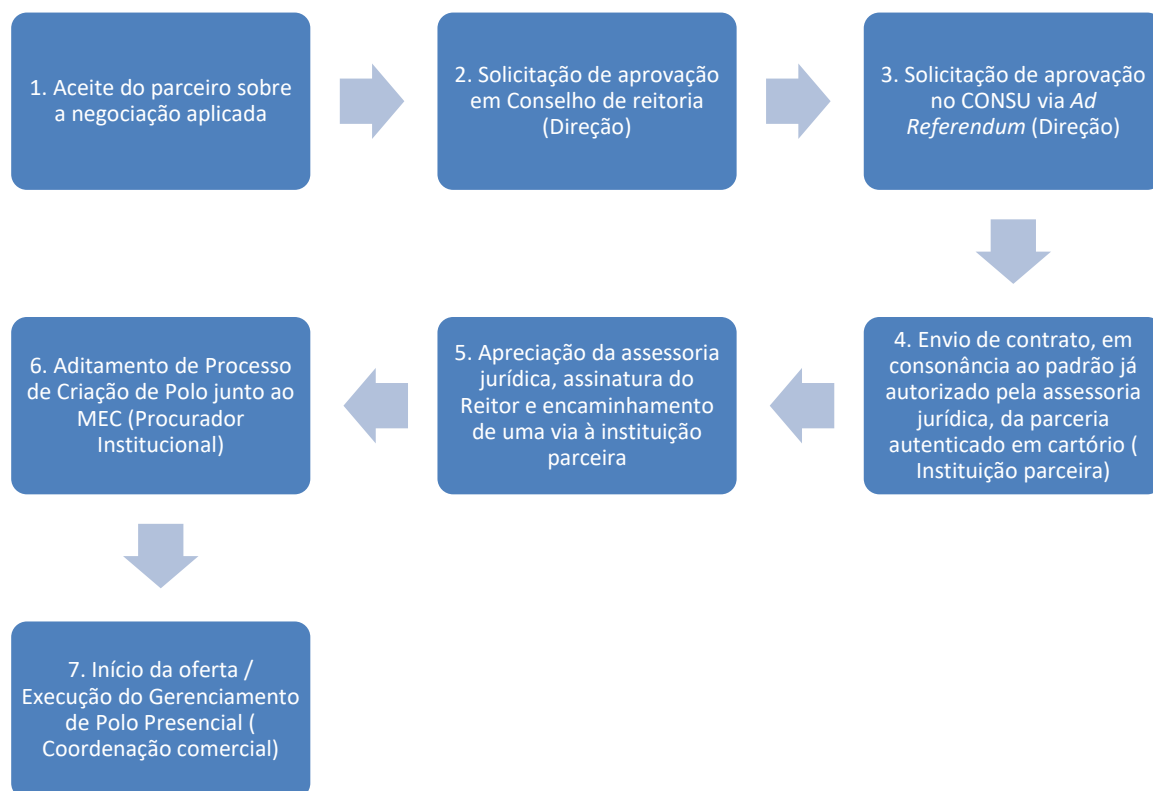 1. Aceite do parceiro sobre
a negociação aplicada
2. Solicitação de aprovação
em Conselho de reitoria
(Direção)
3. Solicitação de aprovação
no CONSU via Ad
Referendum (Direção)
4. Envio de contrato, em
consonância ao padrão já
autorizado pela assessoria
jurídica, da parceria
autenticado em cartório (
Instituição parceira)
5. Apreciação da assessoria
jurídica, assinatura do
Reitor e encaminhamento
de uma via à instituição
parceira
6. Aditamento de Processo
de Criação de Polo junto ao
MEC (Procurador
Institucional)
7. Início da oferta /
Execução do Gerenciamento
de Polo Presencial (
Coordenação comercial)